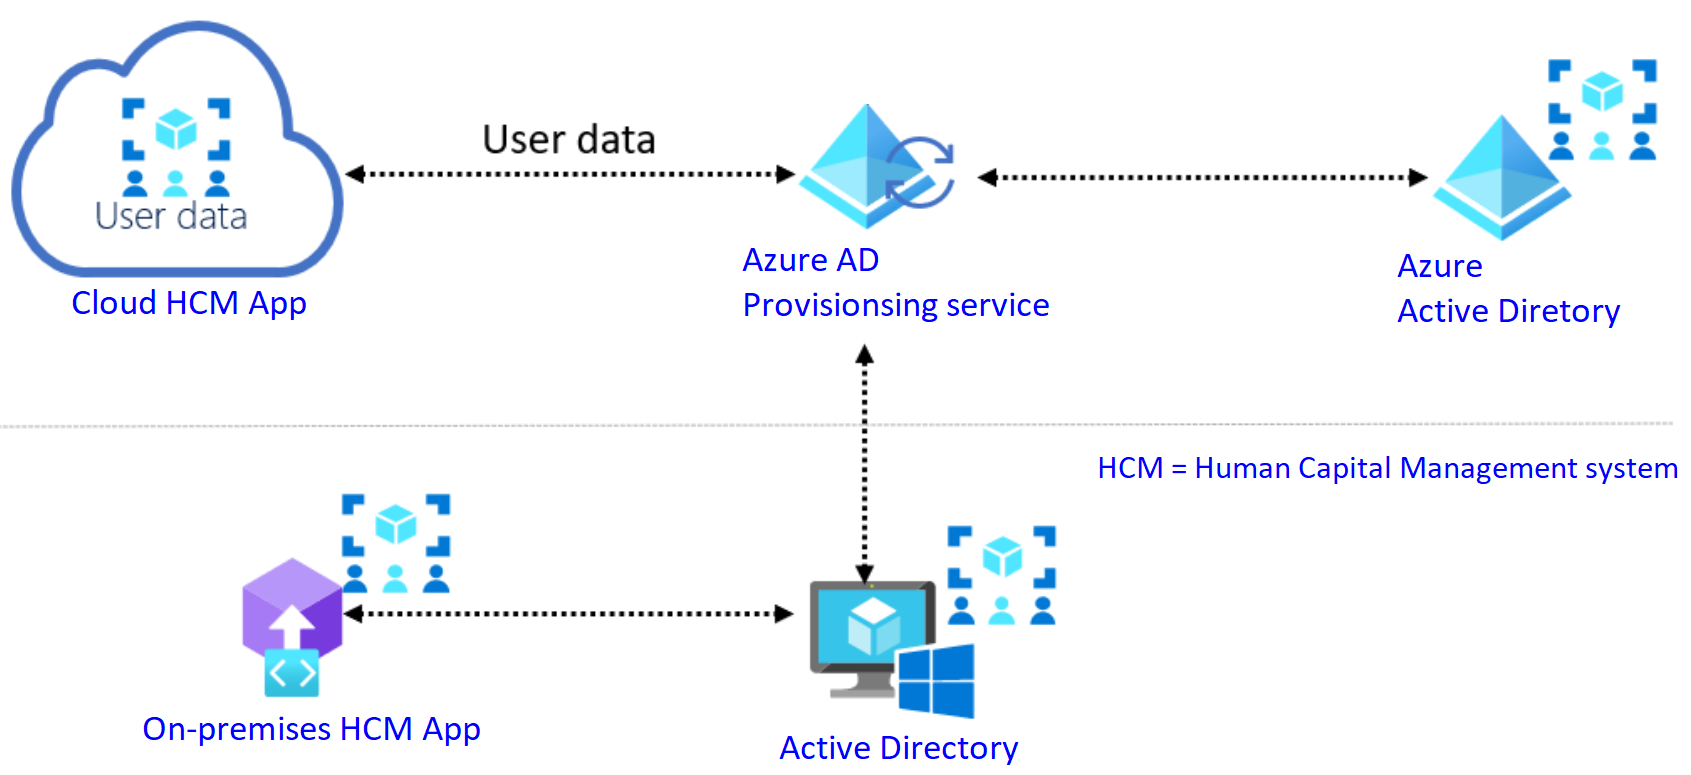 User data
User data
Cloud HCM App
Azure AD
Provisionsing service
Azure
Active Diretory
HCM = Human Capital Management system
On-premises HCM App
Active Directory